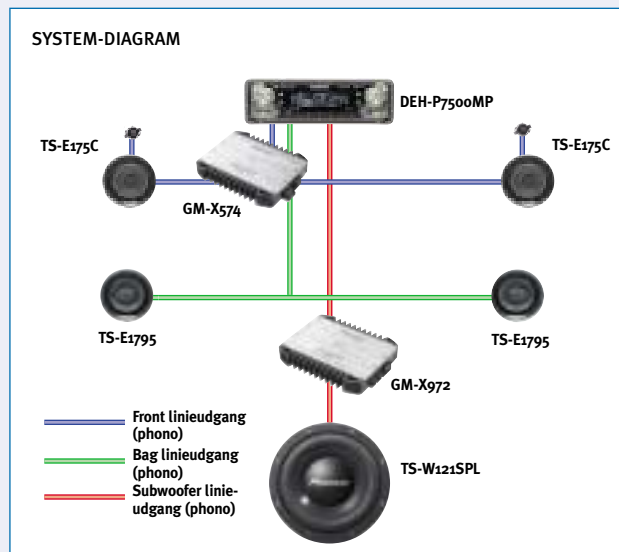 SYSTEM-DIAGRAM
DEH-P7500MP
TS-E175C
TS-E175C
GM-X574
TS-E1795
TS-E1795
GM-X972
Front linieudgang
(phono)
Bag linieudgang
(phono)
Subwoofer linie-
udgang (phono)
TS-W121SPL